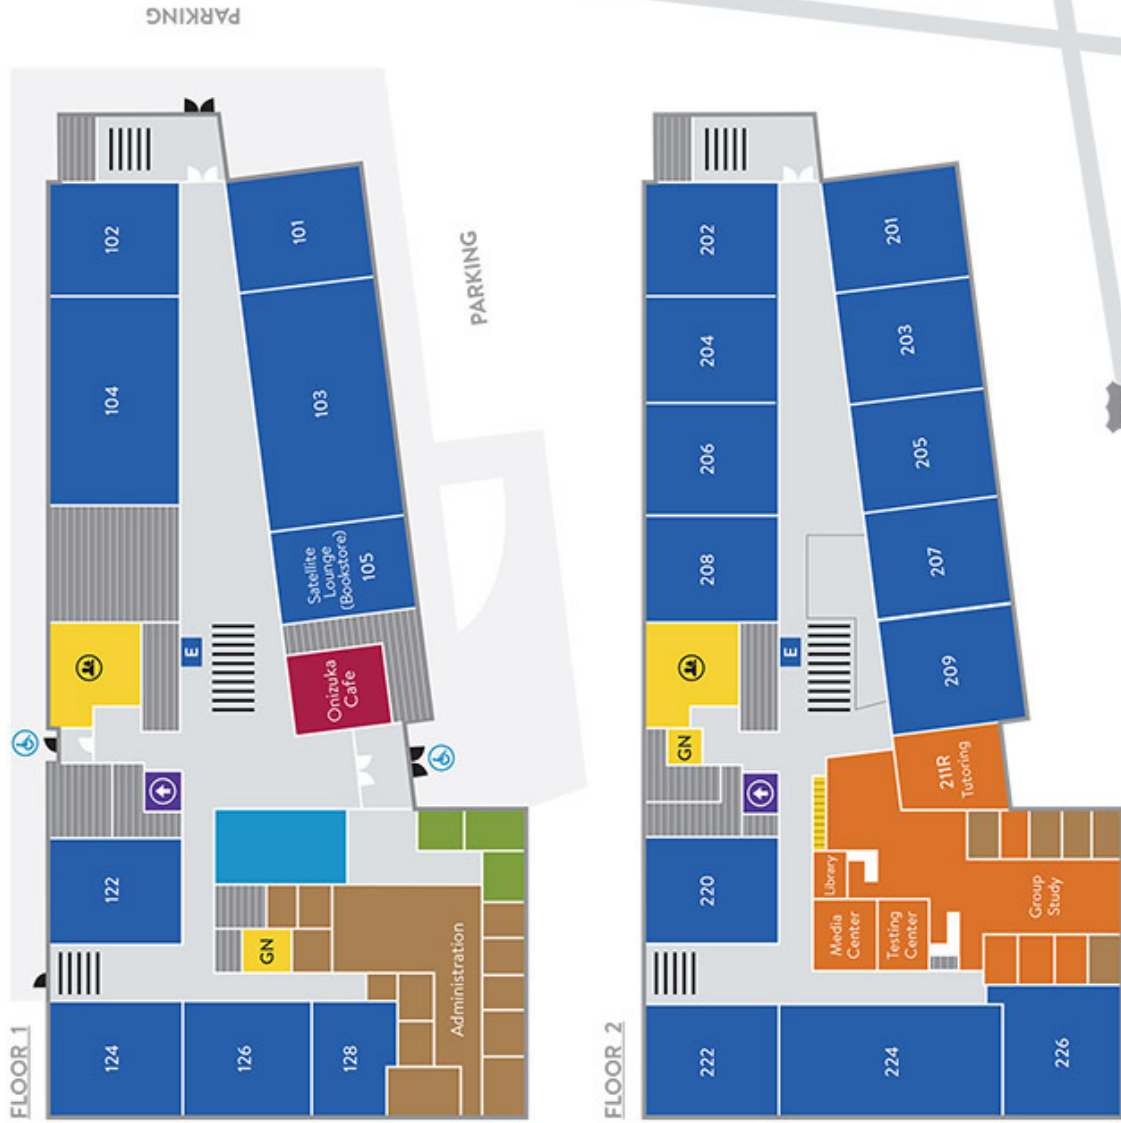 PARKING
PARKING
FLOOR 1
102
104
122
124
126
128
101
103
Satellite
Lounge
(Bookstore)
105
Onizuka
Cafe
E
GN
Administration
FLOOR 2
202
204
206
208
GN
220
222
224
226
201
203
205
207
209
211R
Tutoring
E
Library
Media
Center
Testing
Center
Group
Study